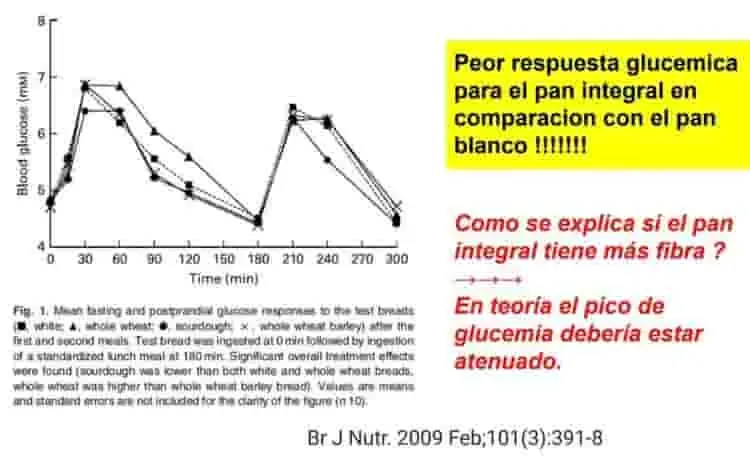 8
7
6
5
4
Blood glucose (mM)
0 30 60 90 120 150 180 210 240 270 300
Time (min)
Fig. 1. Mean fasting and postprandial glucose responses to the test breads
(■, white; ▲, whole wheat; ●, sourdough; ×, whole wheat barley) after the
first and second meals. Test bread was ingested at 0 min followed by ingestion
of a standardized lunch meal at 180 min. Significant overall treatment effects
were found (sourdough was lower than both white and whole wheat breads,
whole wheat was higher than whole wheat barley bread). Values are means
and standard errors are not included for the clarity of the figure (n 10).
Peor respuesta glucemica
para el pan integral en
comparacion con el pan
blanco !!!!!!!
Como se explica si el pan
integral tiene más fibra ?
→→→
En teoría el pico de
glucemia debería estar
atenuado.
Br J Nutr. 2009 Feb;101(3):391-8